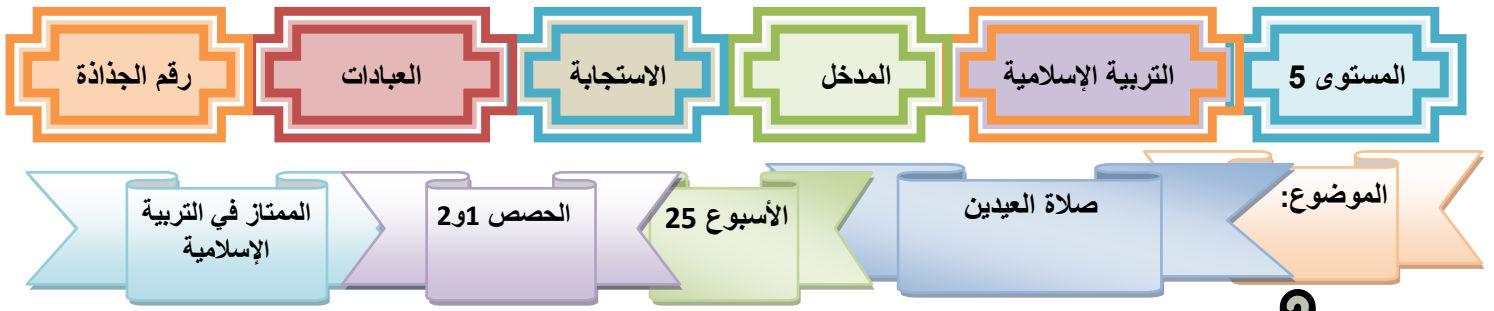 المستوى 5
التربية الإسلامية
المدخل
الاستجابة
العبادات
رقم الجذاذة
الموضوع:
صلاة العيدين
الأسبوع 25
الحصص 1و2
الممتاز في التربية
الإسلامية